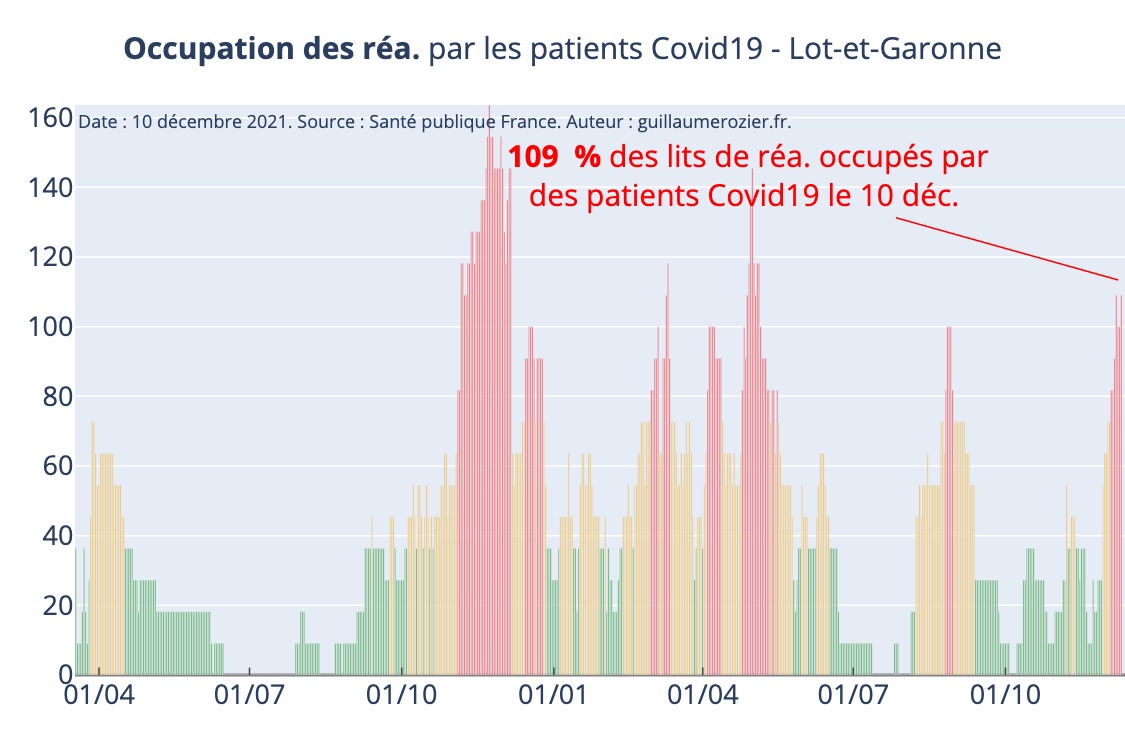 Occupation des réa. par les patients Covid19 - Lot-et-Garonne
160
Date : 10 décembre 2021. Source : Santé publique France. Auteur : guillaumerozier.fr.
109 % des lits de réa. occupés par
des patients Covid19 le 10 déc.
140
120
100
80
60
40
20
0
01/04 01/07 01/10 01/01 01/04 01/07 01/10